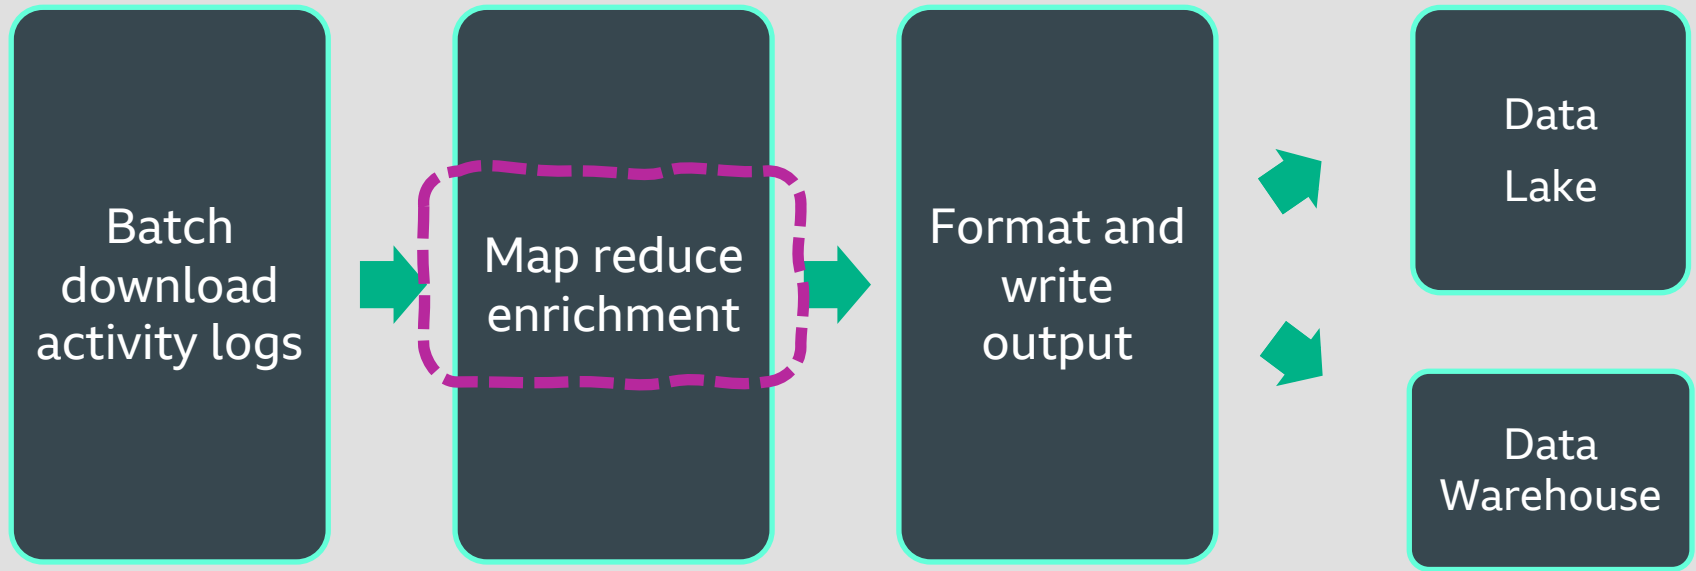 Batch
download
activity logs
Map reduce
enrichment
Format and
write
output
Data
Lake
Data
Warehouse